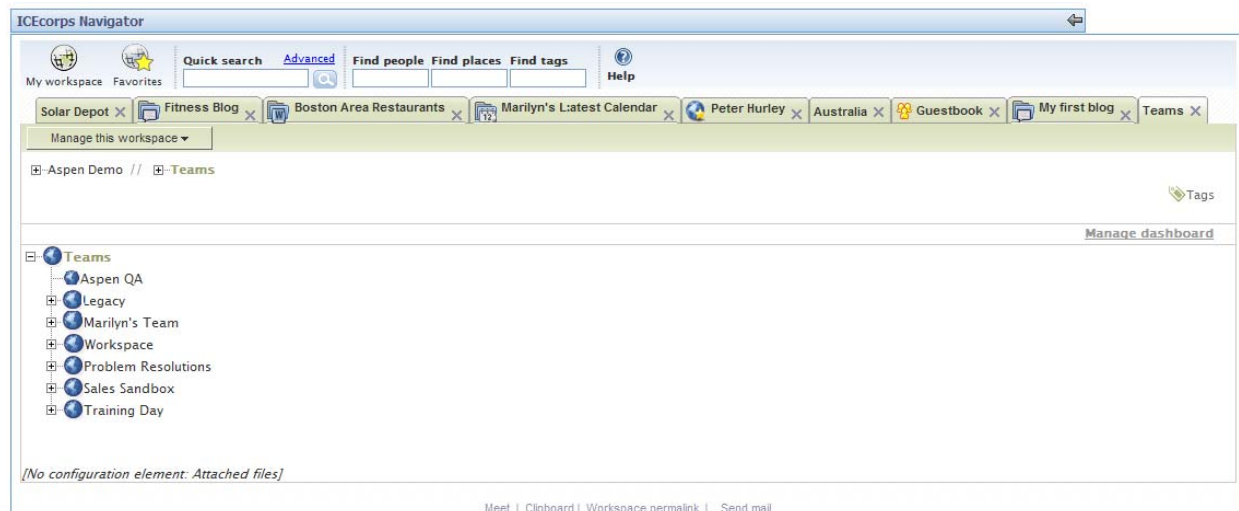 ICEcorps Navigator
My workspace Favorites Quick search Advanced Find people Find places Find tags Help
Solar Depot Fitness Blog Boston Area Restaurants Marilyn's L:atest Calendar Peter Hurley Australia Guestbook My first blog Teams
Manage this workspace
Aspen Demo // Teams
Tags
Manage dashboard
Teams
Aspen QA
Legacy
Marilyn's Team
Workspace
Problem Resolutions
Sales Sandbox
Training Day
[No configuration element: Attached files]
Meet | Clipboard | Workspace permalink | Send mail